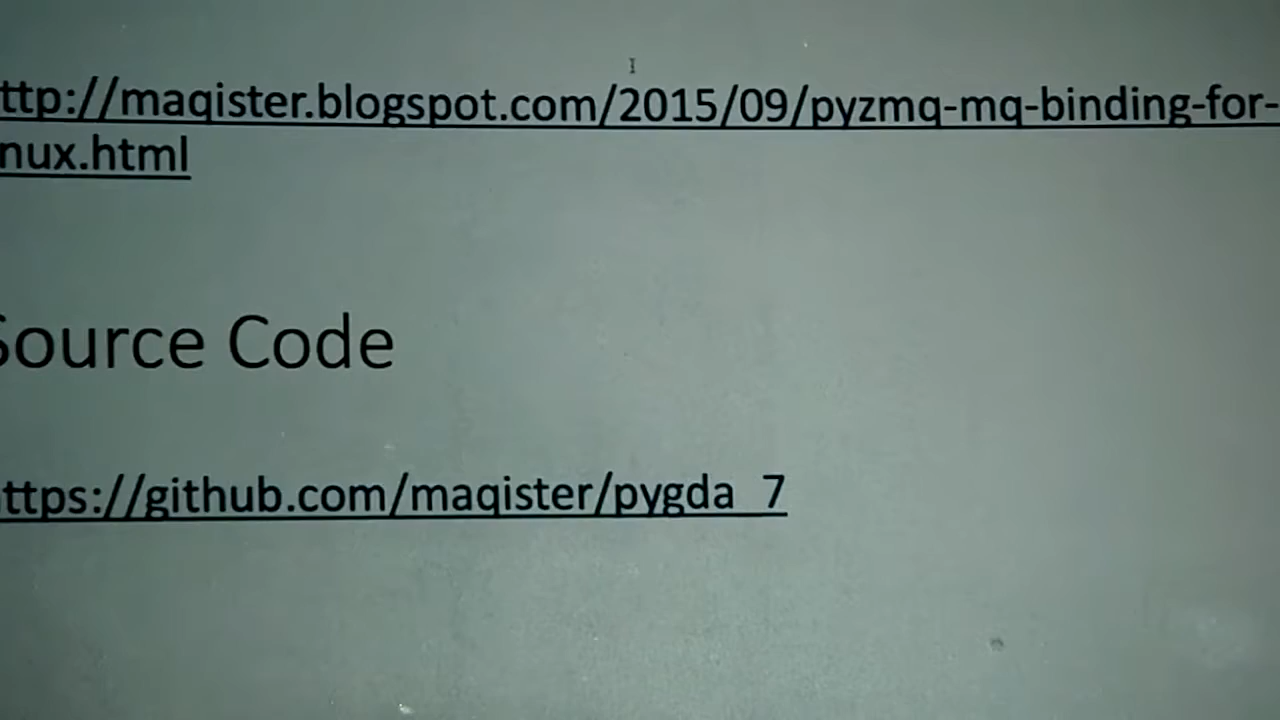 ttp://maqister.blogspot.com/2015/09/pyzmq-mq-binding-for-
nux.html
Source Code
ttps://github.com/maqister/pygda_7